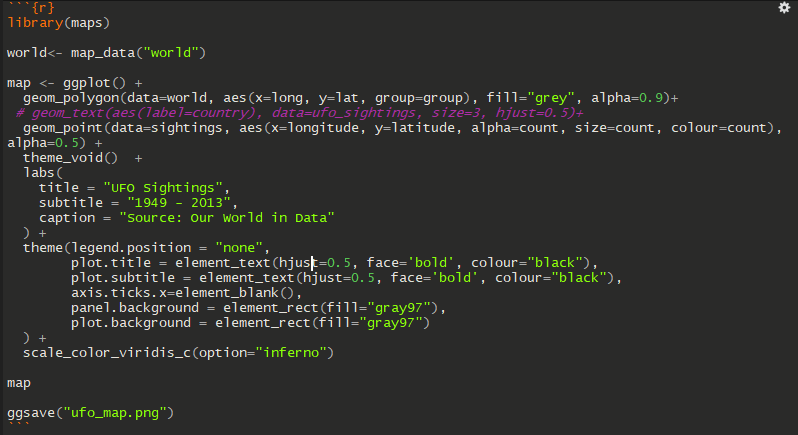 ```{r}
library(maps)
world<- map_data("world")
map <- ggplot() +
geom_polygon(data=world, aes(x=long, y=lat, group=group), fill="grey", alpha=0.9)+
# geom_text(aes(label=country), data=ufo_sightings, size=3, hjust=0.5)+
geom_point(data=sightings, aes(x=longitude, y=latitude, alpha=count, size=count, colour=count),
alpha=0.5) +
theme_void()  +
labs(
title = "UFO Sightings",
subtitle = "1949 - 2013",
caption = "Source: Our World in Data"
) +
theme(legend.position = "none",
plot.title = element_text(hjust=0.5, face='bold', colour="black"),
plot.subtitle = element_text(hjust=0.5, face='bold', colour="black"),
axis.ticks.x=element_blank(),
panel.background = element_rect(fill="gray97"),
plot.background = element_rect(fill="gray97")
) +
scale_color_viridis_c(option="inferno")
map
ggsave("ufo_map.png")
```